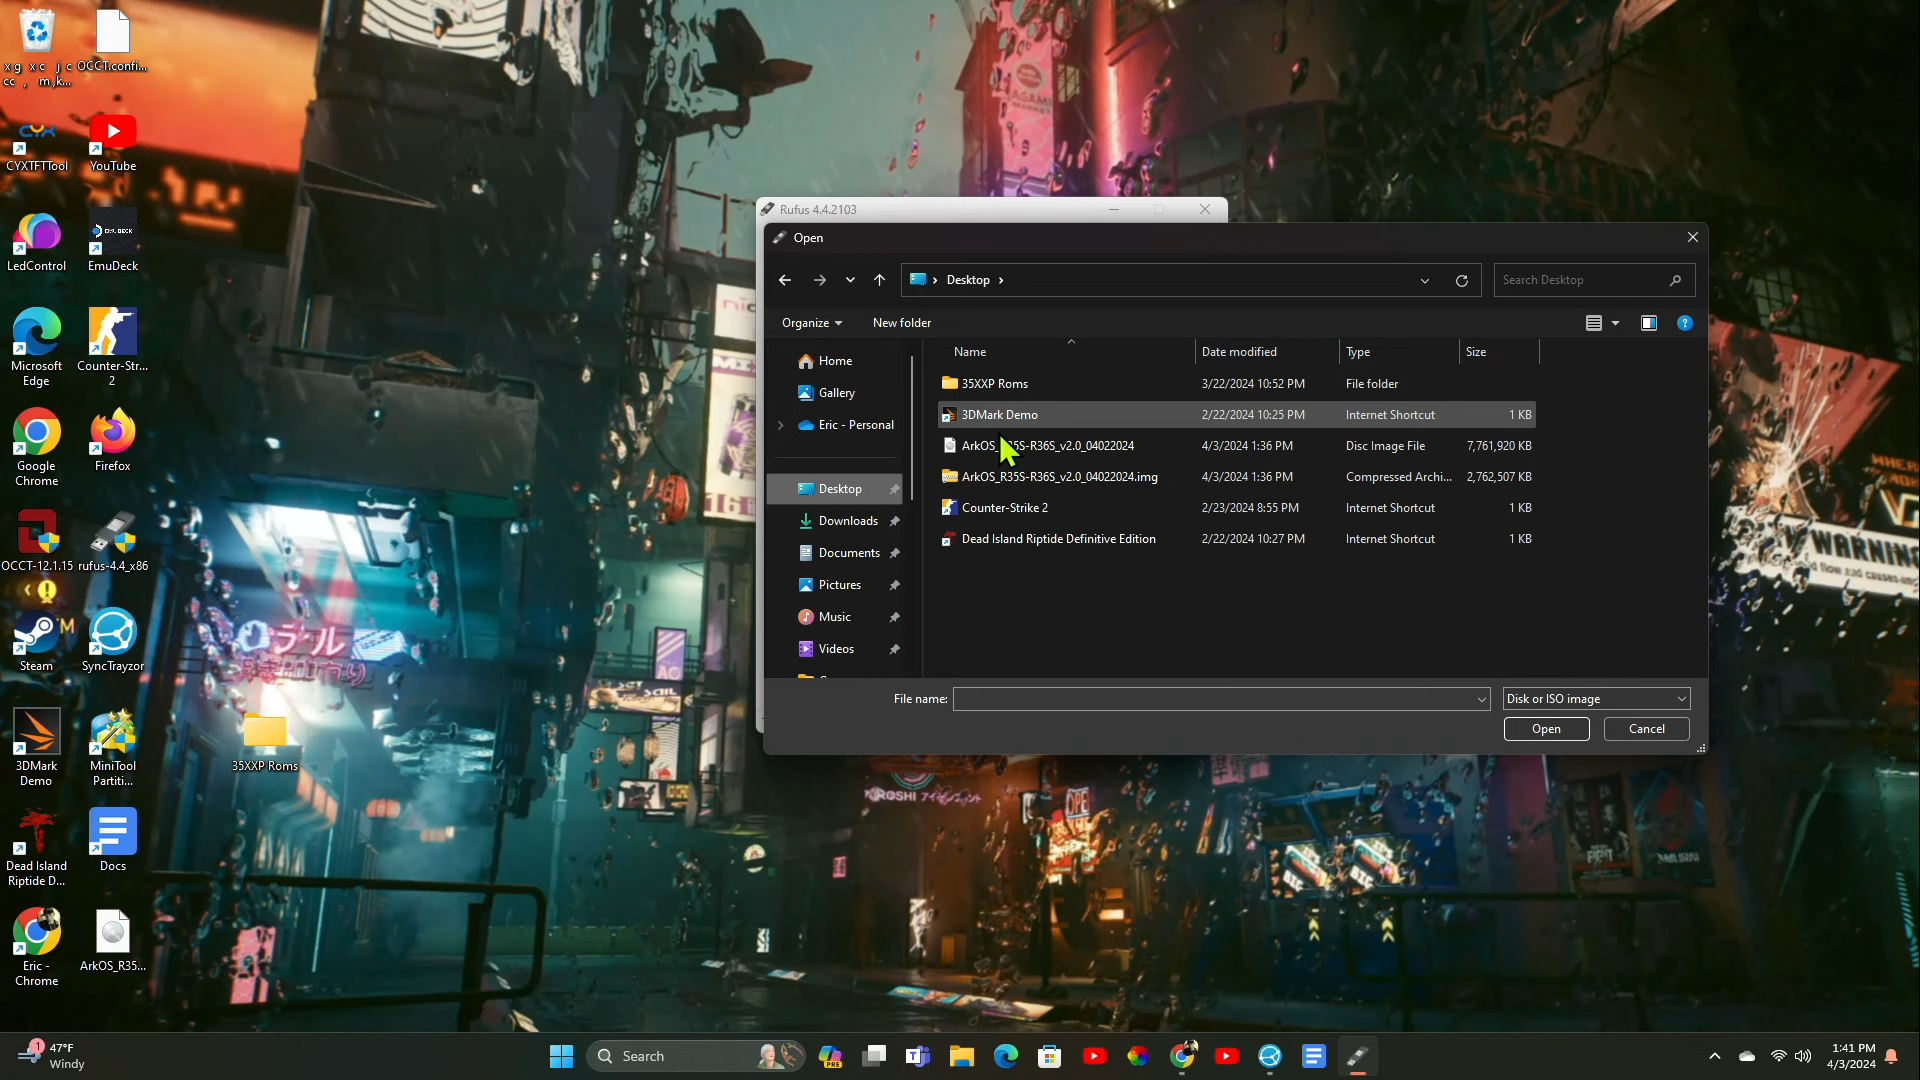 x g x c j c
cc , m ,k...
OCCT.confi...
CYXTFTTool
YouTube
LedControl
EmuDeck
Microsoft
Edge
Counter-Str...
2
Google
Chrome
Firefox
OCCT-12.1.15
rufus-4.4_x86
Steam
SyncTrayzor
3DMark
Demo
MiniTool
Partiti...
35XXP Roms
Dead Island
Riptide D...
Docs
Eric -
Chrome
ArkOS_R35...
Rufus 4.4.2103
Open
Desktop
Search Desktop
Organize
New folder
Home
Gallery
Eric - Personal
Desktop
Downloads
Documents
Pictures
Music
Videos
Name Date modified Type Size
35XXP Roms 3/22/2024 10:52 PM File folder
3DMark Demo 2/22/2024 10:25 PM Internet Shortcut 1 KB
ArkOS_R35S-R36S_v2.0_04022024 4/3/2024 1:36 PM Disc Image File 7,761,920 KB
ArkOS_R35S-R36S_v2.0_04022024.img 4/3/2024 1:36 PM Compressed Archi... 2,762,507 KB
Counter-Strike 2 2/23/2024 8:55 PM Internet Shortcut 1 KB
Dead Island Riptide Definitive Edition 2/22/2024 10:27 PM Internet Shortcut 1 KB
File name:
Disk or ISO image
Open
Cancel
WARNING
1
47°F
Windy
Search
PRE
1:41 PM
4/3/2024